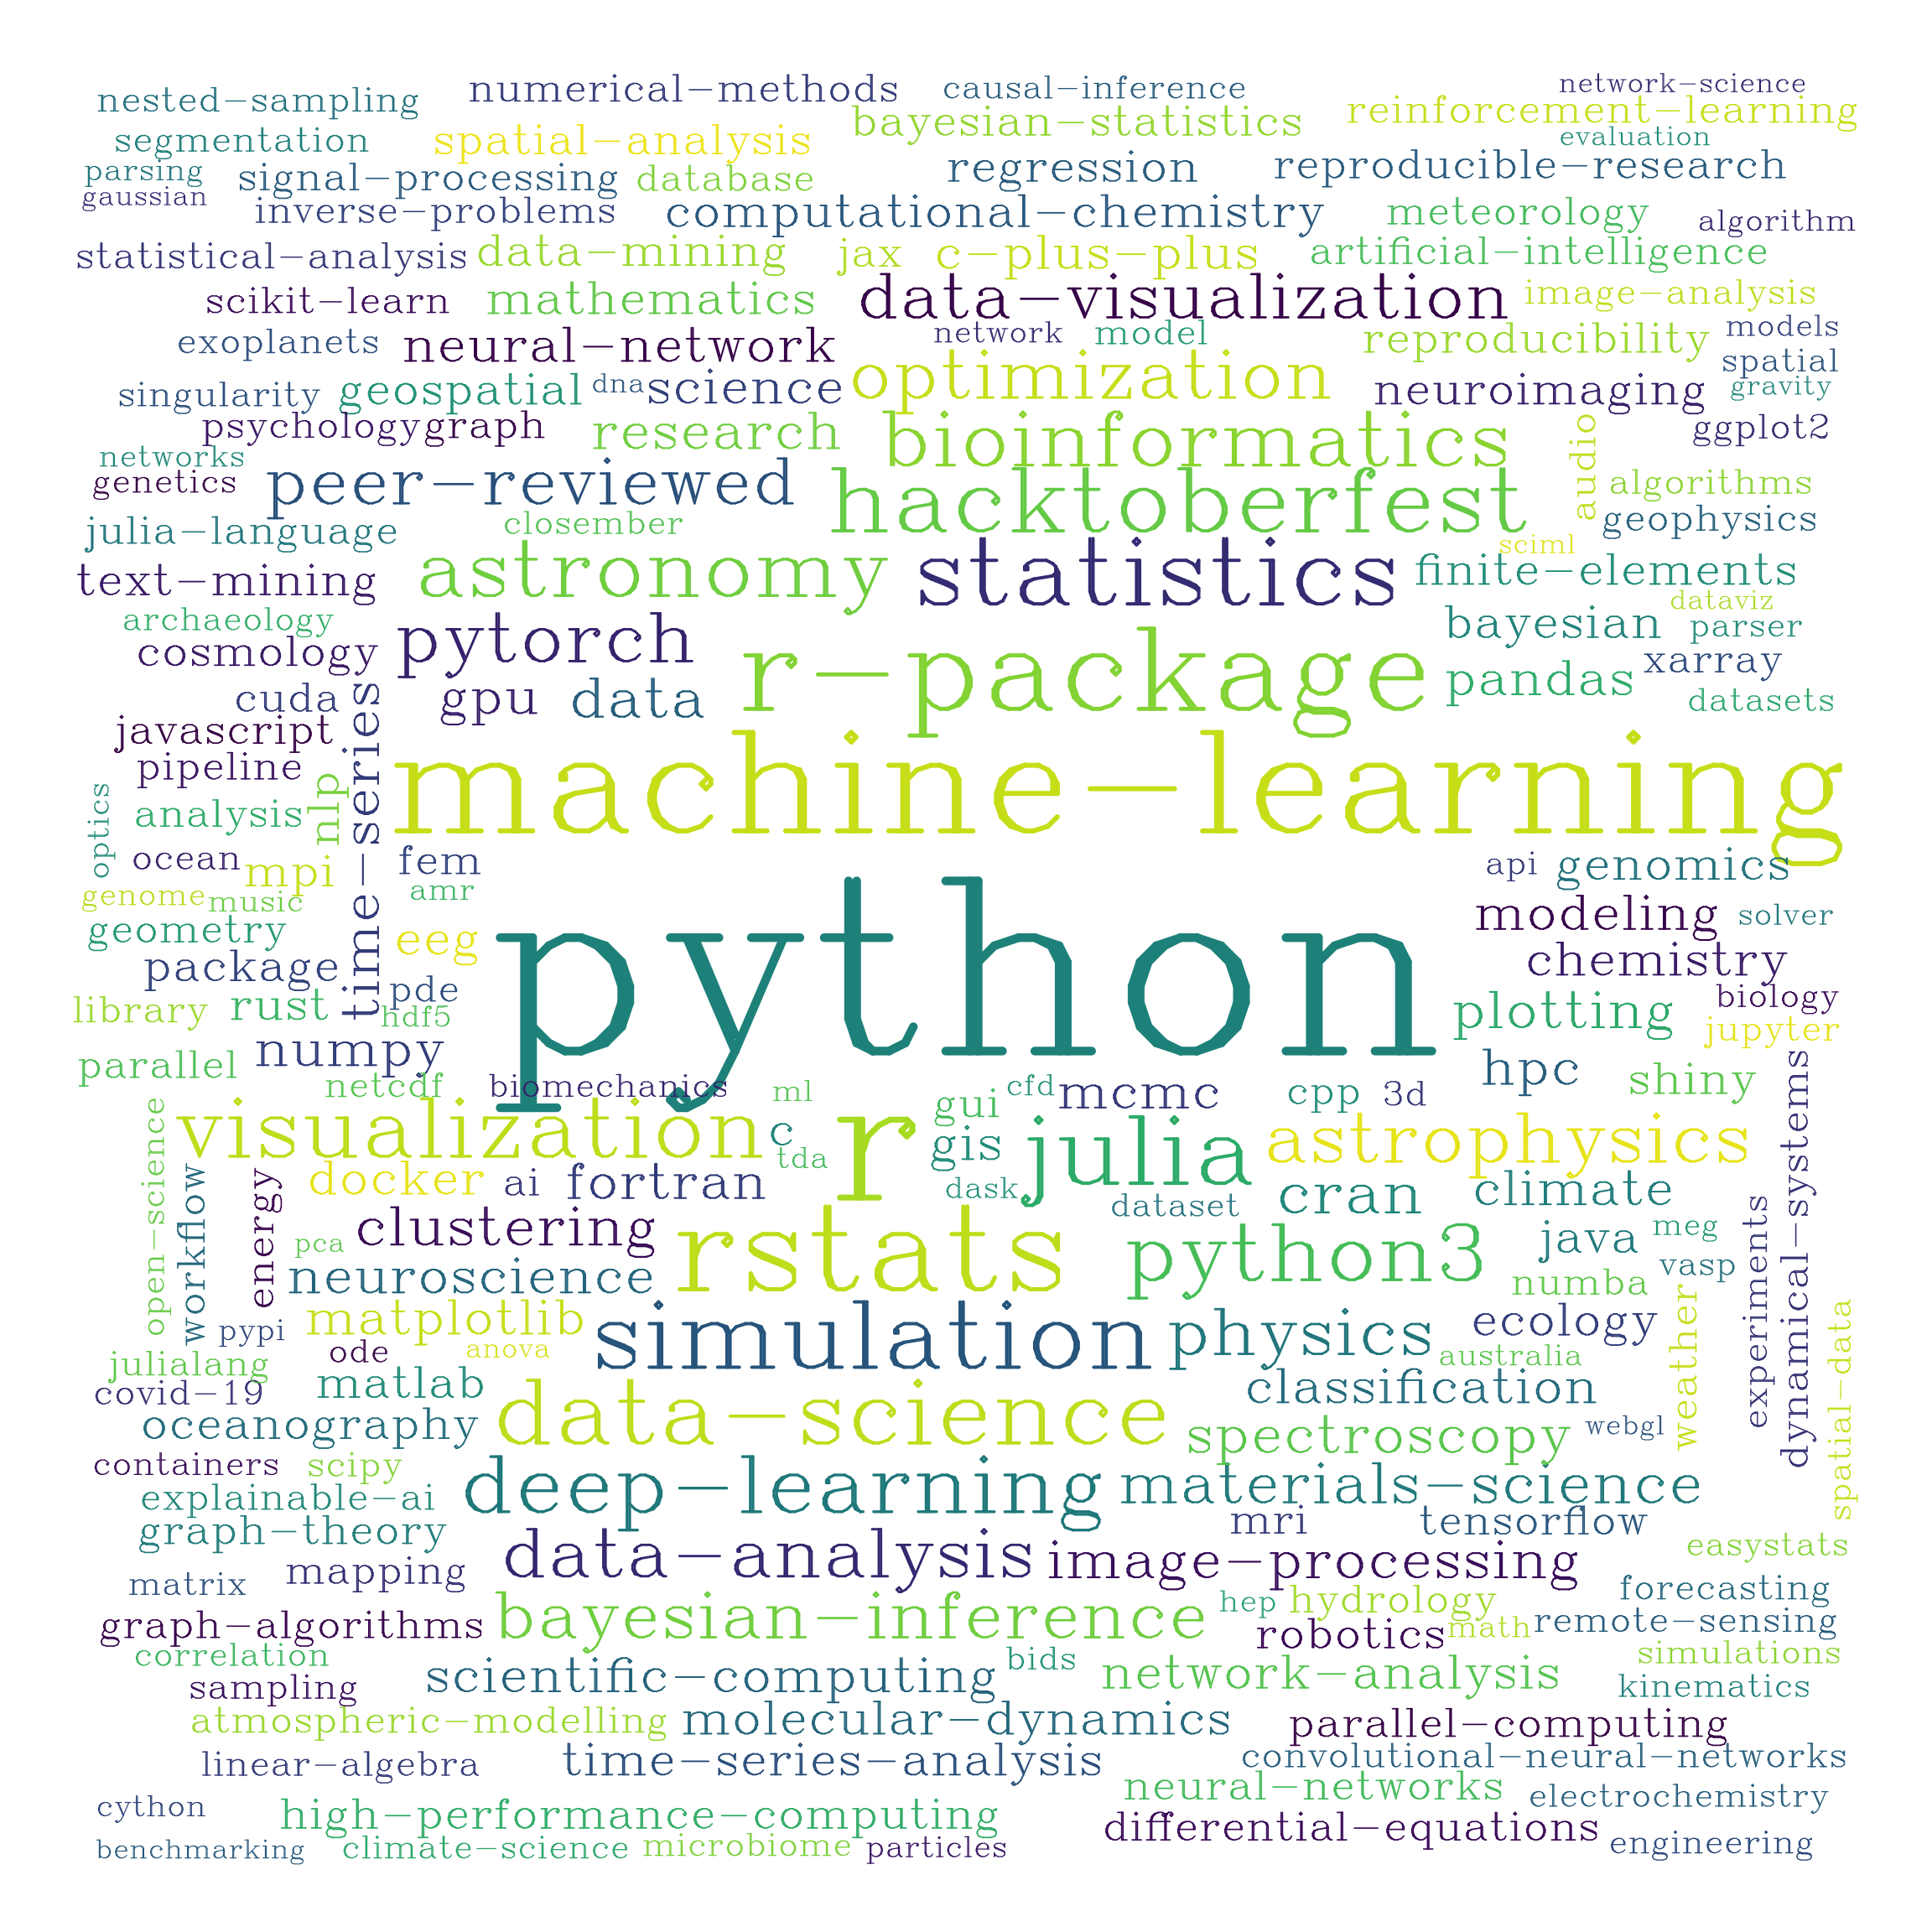 numerical-methods causal-inference network-science
nested-sampling bayesian-statistics reinforcement-learning
segmentation spatial-analysis evaluation
parsing signal-processing database regression reproducible-research
gaussian inverse-problems computational-chemistry meteorology algorithm
statistical-analysis data-mining jax c-plus-plus artificial-intelligence
scikit-learn mathematics data-visualization image-analysis
exoplanets neural-network network model reproducibility models
singularity geospatial dna science optimization neuroimaging spatial
gravity
psychology graph research bioinformatics audio ggplot2
networks
genetics peer-reviewed hacktoberfest algorithms
julia-language closember geophysics
text-mining astronomy statistics sciml finite-elements
archaeology dataviz
cosmology pytorch r-package bayesian parser
xarray
cuda gpu data pandas datasets
javascript time-series machine-learning
pipeline
optics analysis nlp
ocean mpi fem api genomics
genome music amr
geometry eeg python modeling solver
package pde chemistry
library rust hdf5 plotting biology
jupyter
parallel numpy hpc shiny
netcdf biomechanics ml cfd mcmc cpp 3d
open-science visualization c r gui gis julia astrophysics dynamical-systems
tda
workflow energy docker ai fortran dask dataset cran climate
pca clustering rstats python3 java meg experiments
neuroscience vasp
pypi matplotlib simulation physics numba weather spatial-data
ecology
julialang ode anova australia
covid-19 matlab data-science classification
oceanography spectroscopy webgl
containers scipy deep-learning materials-science
explainable-ai
graph-theory mri tensorflow
matrix mapping data-analysis image-processing easystats
graph-algorithms bayesian-inference hep hydrology forecasting
robotics math remote-sensing
correlation scientific-computing bids network-analysis simulations
sampling kinematics
atmospheric-modelling molecular-dynamics parallel-computing
linear-algebra time-series-analysis convolutional-neural-networks
cython high-performance-computing neural-networks electrochemistry
benchmarking climate-science microbiome particles differential-equations engineering